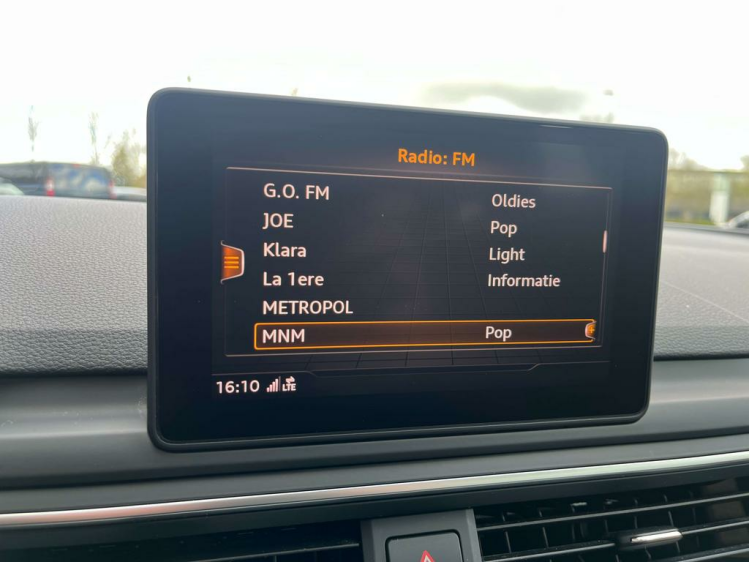 Radio: FM
G.O. FM Oldies
JOE Pop
Klara Light
La 1ere Informatie
METROPOL
MNM Pop
16:10 LTE